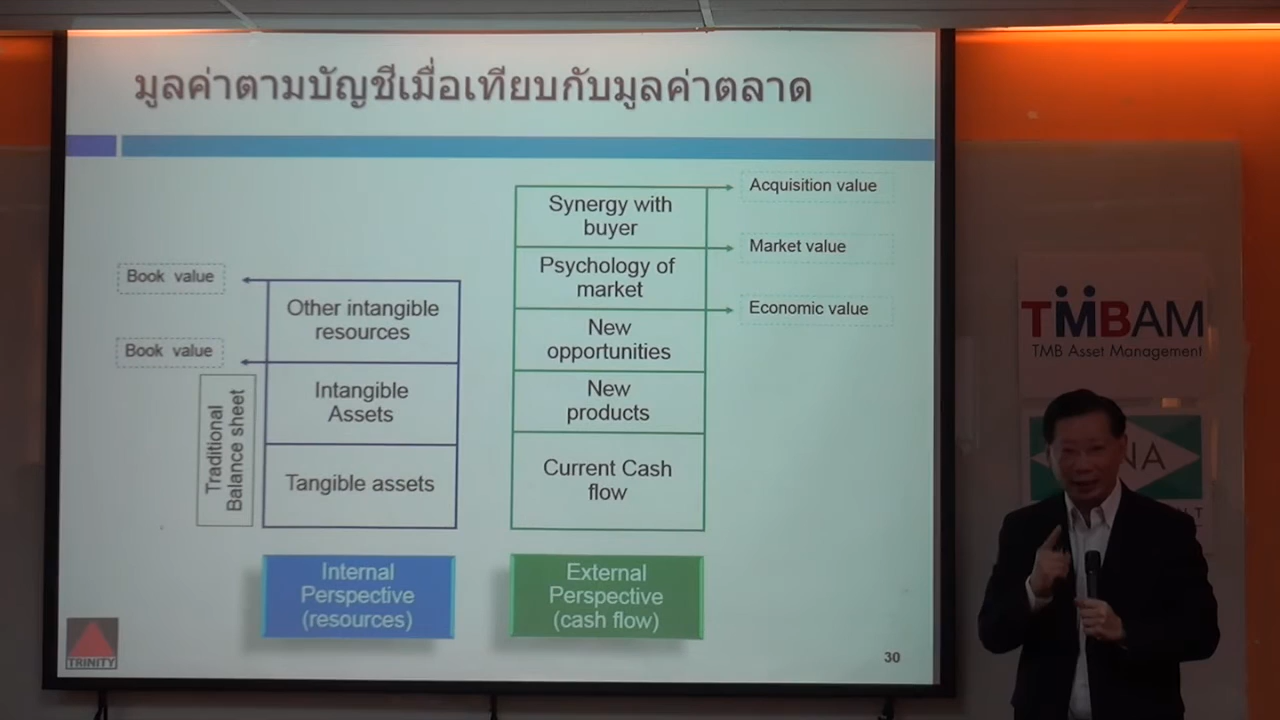 มูลค่าตามบัญชีเมื่อเทียบกับมูลค่าตลาด
Book value
Book value
Traditional
Balance sheet
Other intangible
resources
Intangible
Assets
Tangible assets
Internal
Perspective
(resources)
Synergy with
buyer
Psychology of
market
New
opportunities
New
products
Current Cash
flow
External
Perspective
(cash flow)
Acquisition value
Market value
Economic value
TRINITY
30
TMBAM
TMB Asset Management